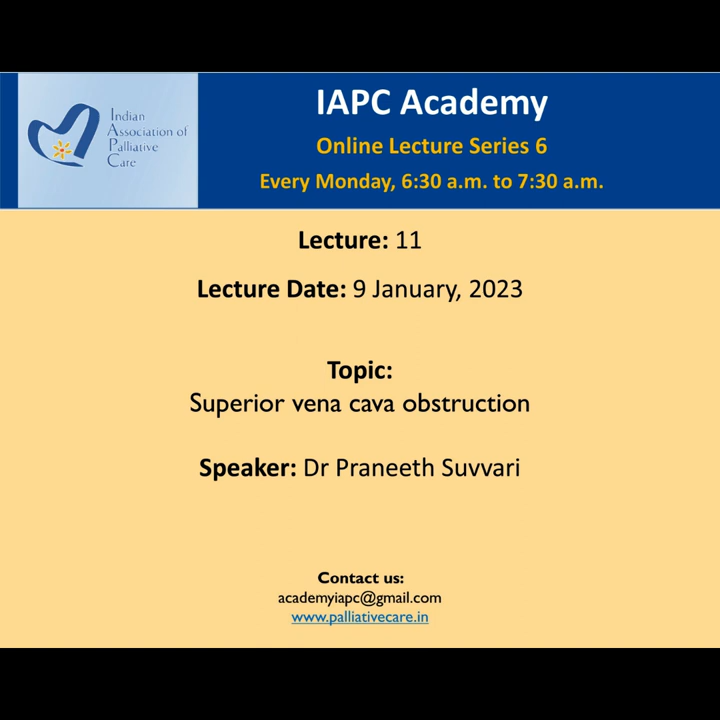 Indian
Association of
Palliative
Care
IAPC Academy
Online Lecture Series 6
Every Monday, 6:30 a.m. to 7:30 a.m.
Lecture: 11
Lecture Date: 9 January, 2023
Topic:
Superior vena cava obstruction
Speaker: Dr Praneeth Suvvari
Contact us:
academyiapc@gmail.com
www.palliativecare.in